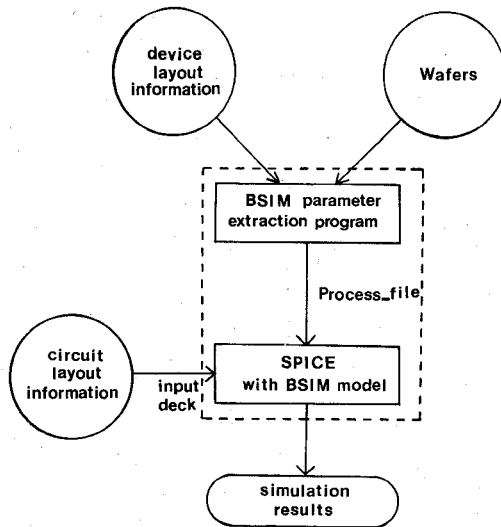 device
layout
information
Wafers
BSIM parameter
extraction program
Process_file
circuit
layout
information
input
deck
SPICE
with BSIM model
simulation
results